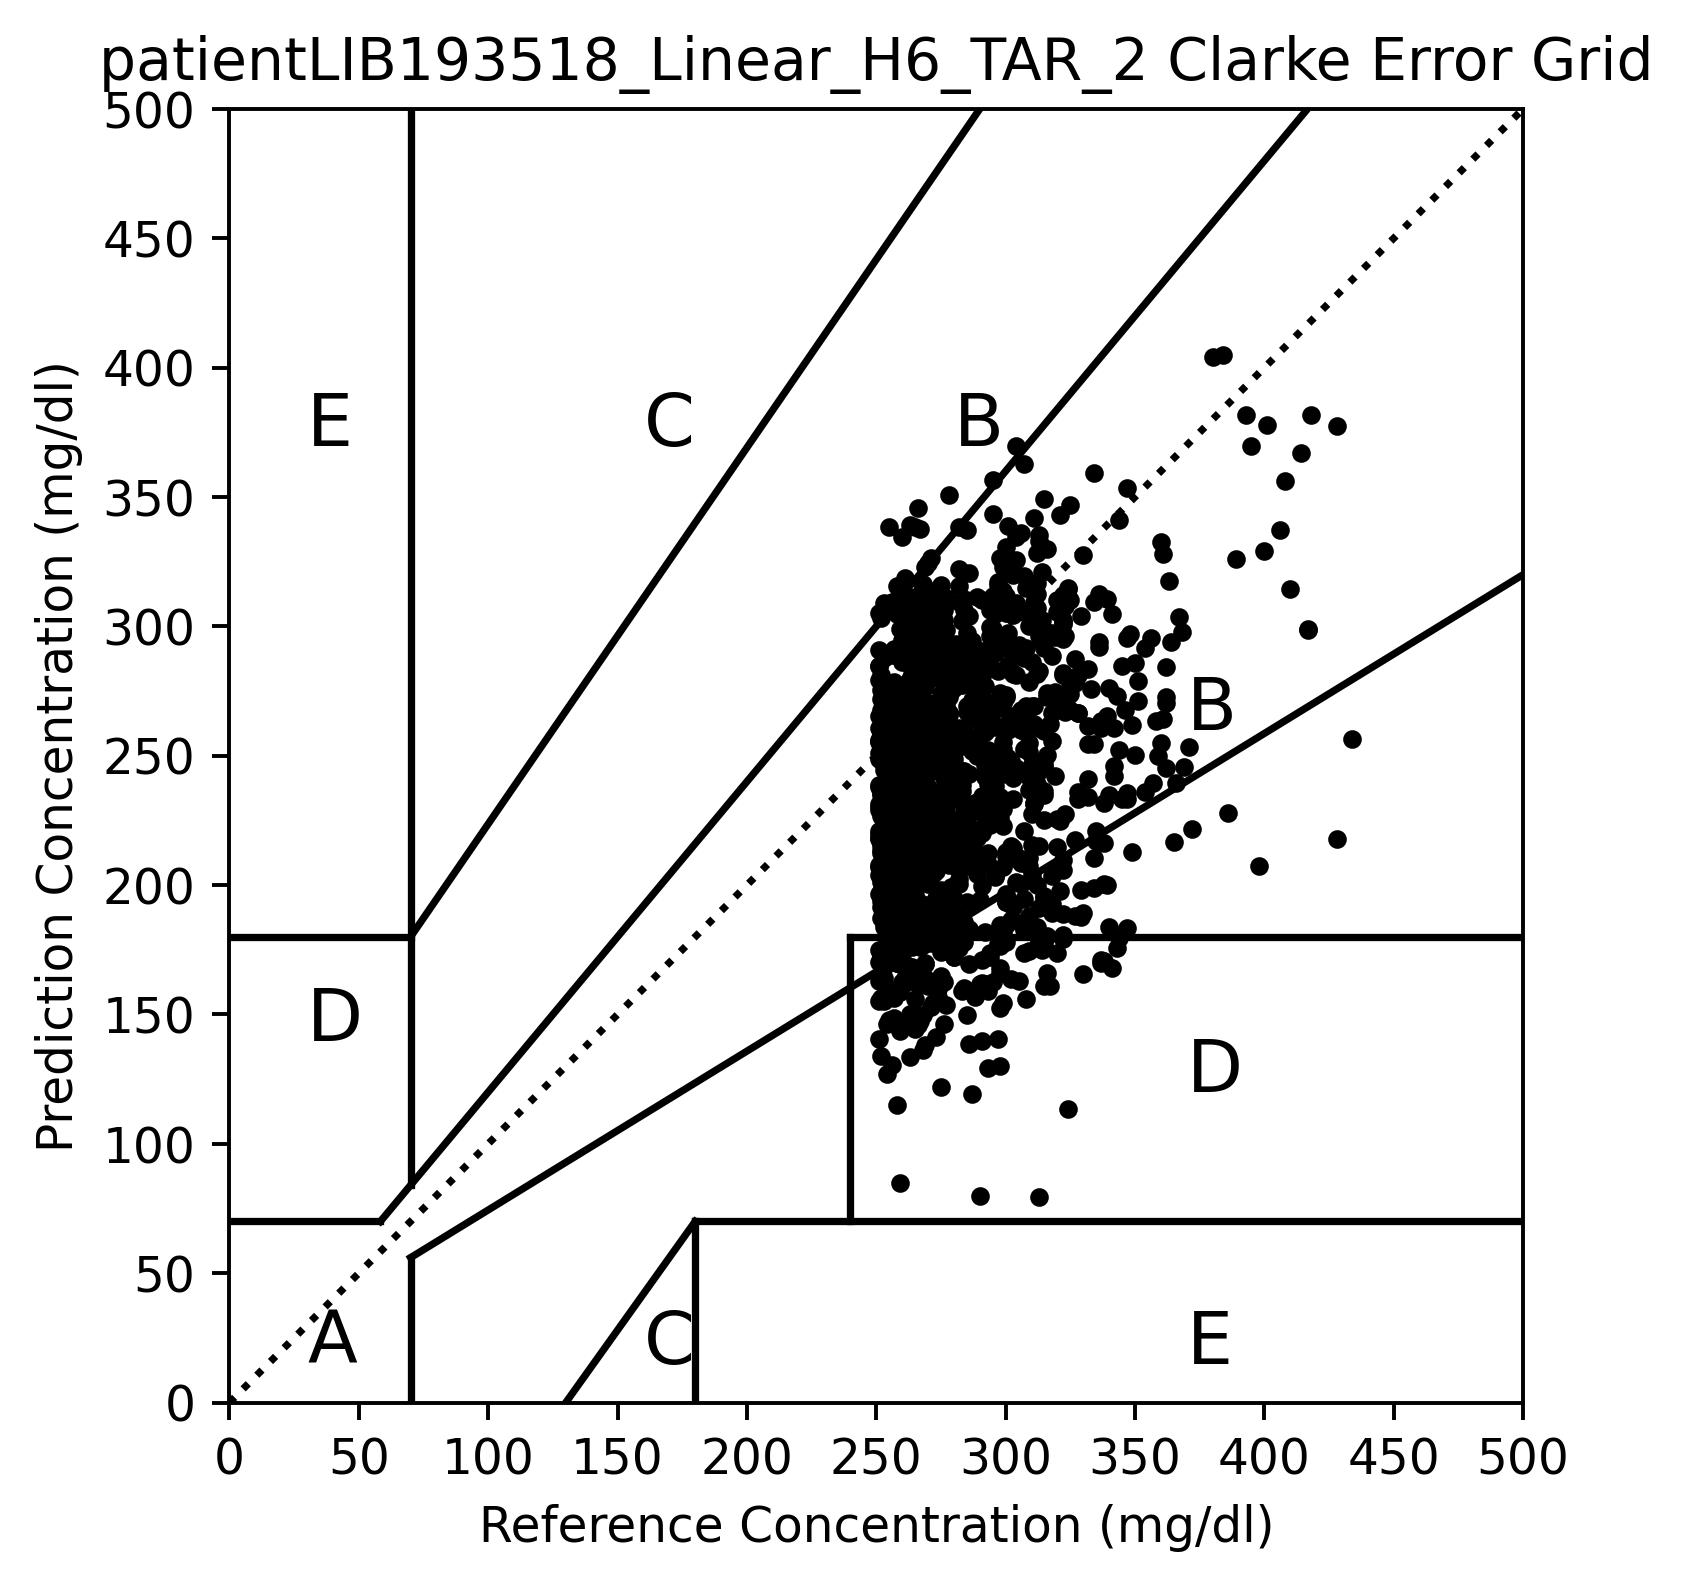 patientLIB193518_Linear_H6_TAR_2 Clarke Error Grid
500
450
400
350
300
250
200
150
100
50
0
Prediction Concentration (mg/dl)
E
C
B
B
D
D
A
C
E
0 50 100 150 200 250 300 350 400 450 500
Reference Concentration (mg/dl)